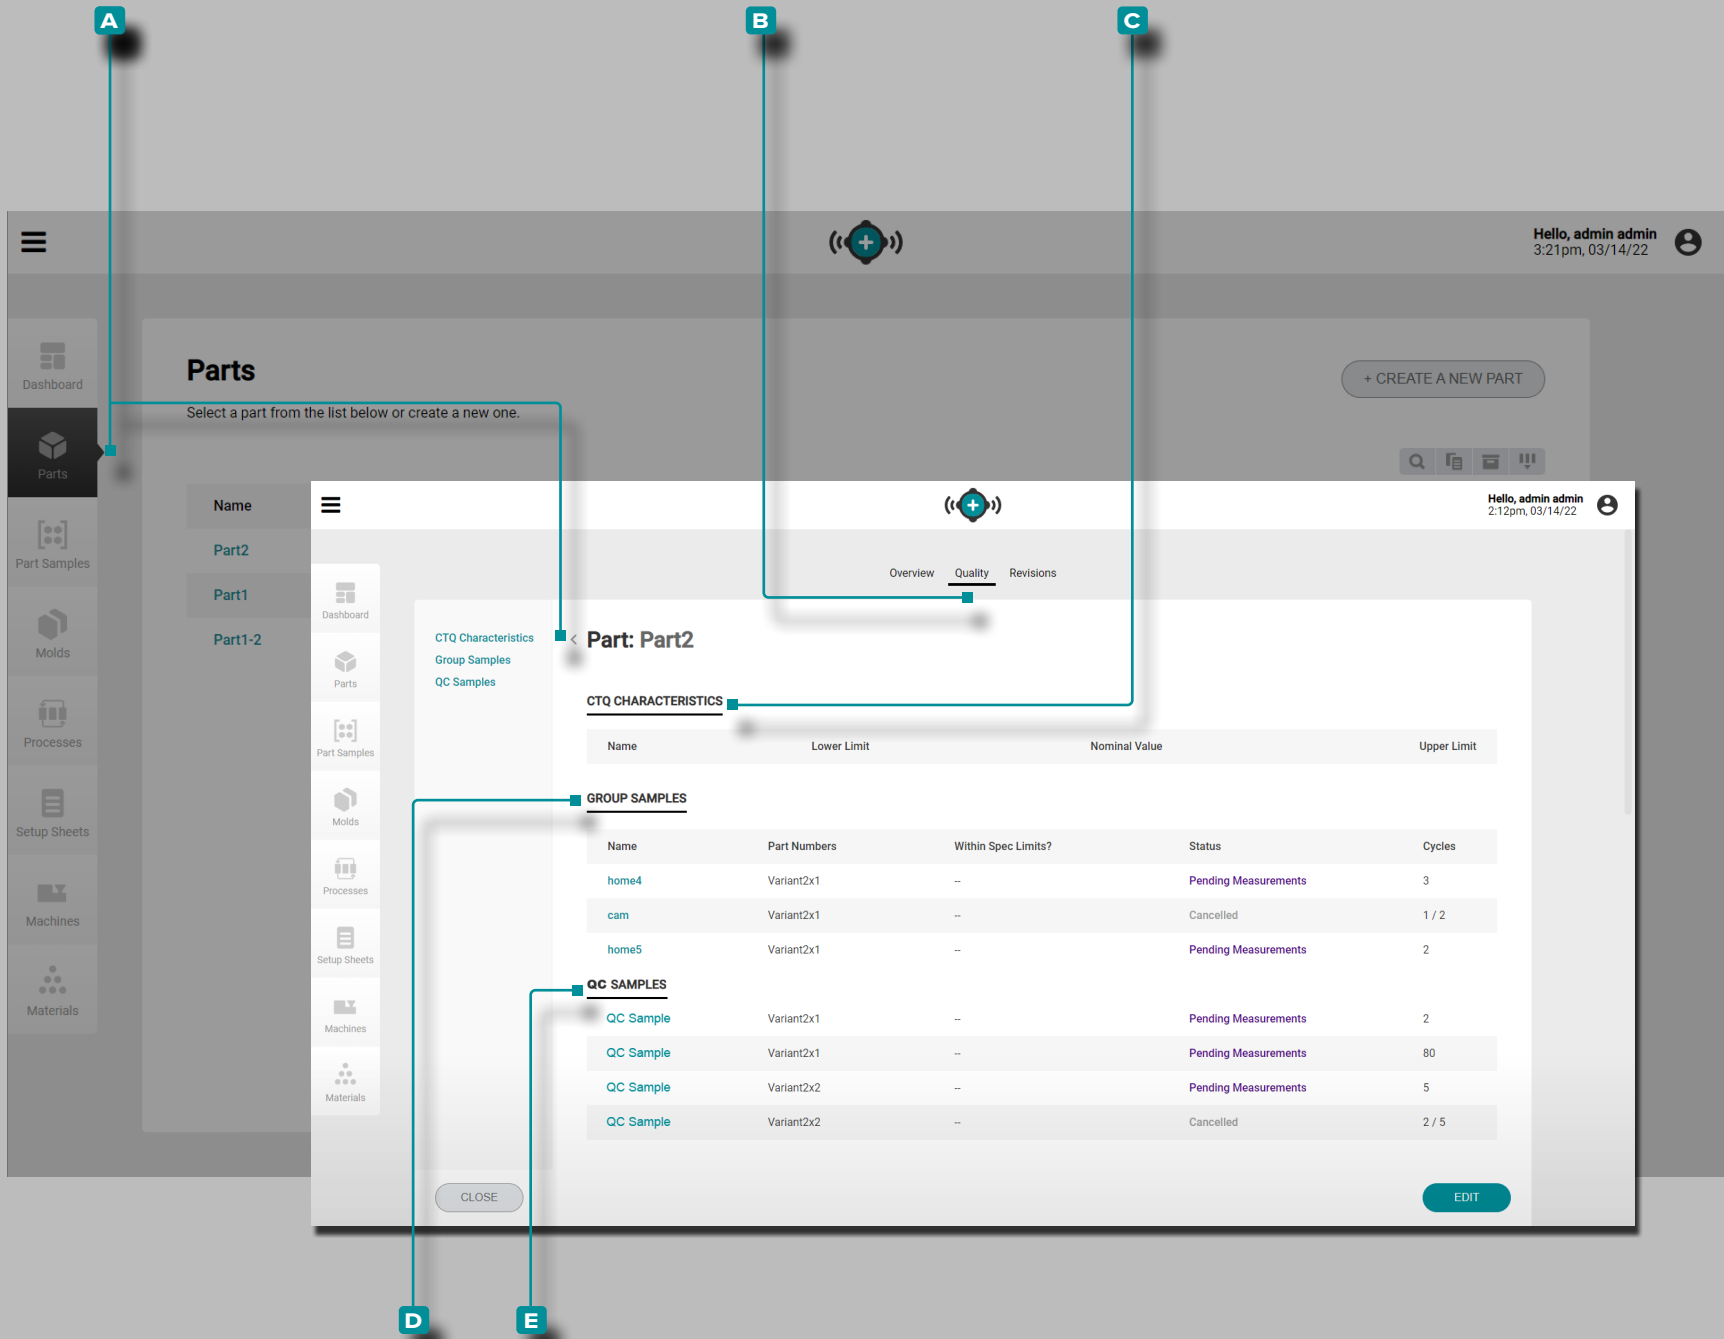 A
B
C
Hello, admin admin
3:21pm, 03/14/22
Dashboard
Parts
Part Samples
Molds
Processes
Setup Sheets
Machines
Materials
Parts
+ CREATE A NEW PART
Select a part from the list below or create a new one.
Name
Part2
Part1
Part1-2
Hello, admin admin
2:12pm, 03/14/22
Overview Quality Revisions
Dashboard
Parts
Part Samples
Molds
Processes
Setup Sheets
Machines
Materials
CTQ Characteristics
Group Samples
QC Samples
< Part: Part2
CTQ CHARACTERISTICS
Name Lower Limit Nominal Value Upper Limit
GROUP SAMPLES
Name Part Numbers Within Spec Limits? Status Cycles
home4 Variant2x1 -- Pending Measurements 3
cam Variant2x1 -- Cancelled 1 / 2
home5 Variant2x1 -- Pending Measurements 2
QC SAMPLES
QC Sample Variant2x1 -- Pending Measurements 2
QC Sample Variant2x1 -- Pending Measurements 80
QC Sample Variant2x2 -- Pending Measurements 5
QC Sample Variant2x2 -- Cancelled 2 / 5
CLOSE
EDIT
D
E